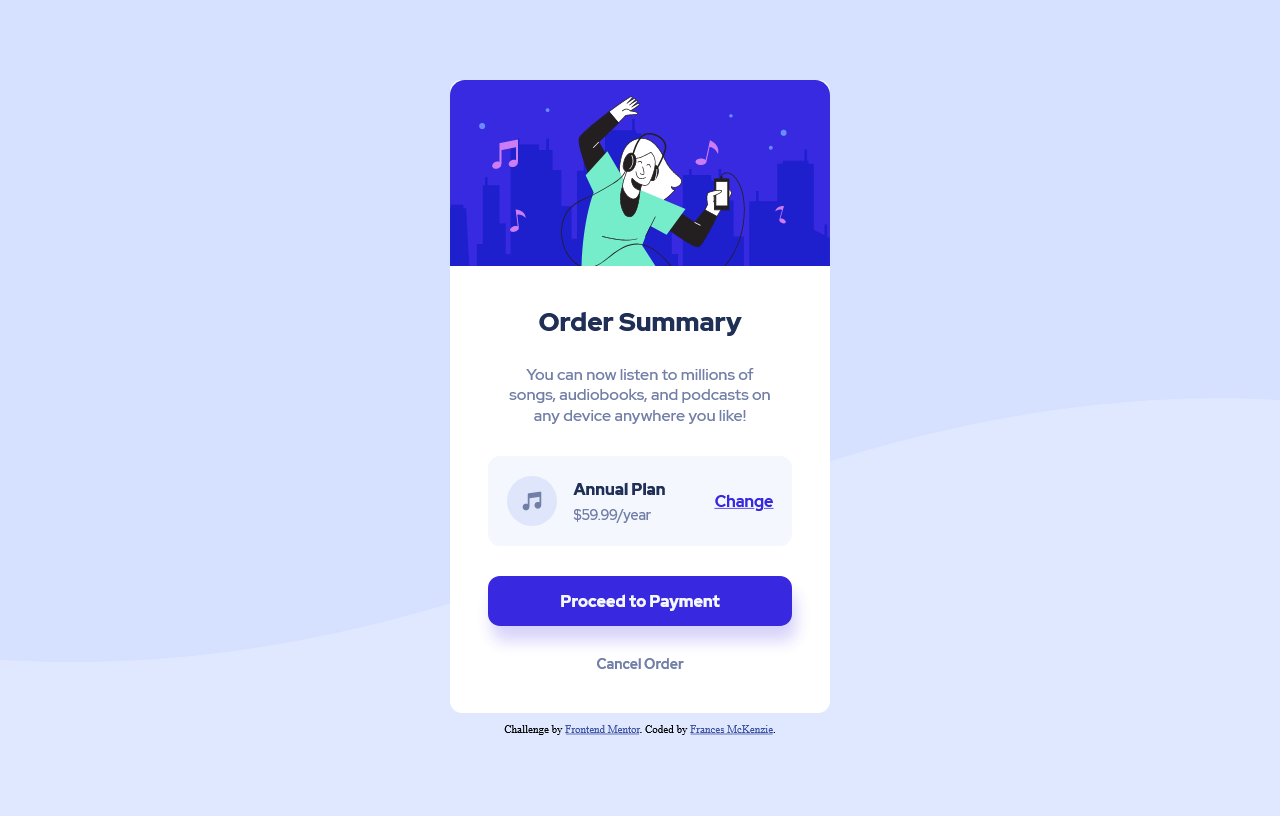 Order Summary
You can now listen to millions of
songs, audiobooks, and podcasts on
any device anywhere you like!
Annual Plan
$59.99/year
Change
Proceed to Payment
Cancel Order
Challenge by Frontend Mentor. Coded by Frances McKenzie.